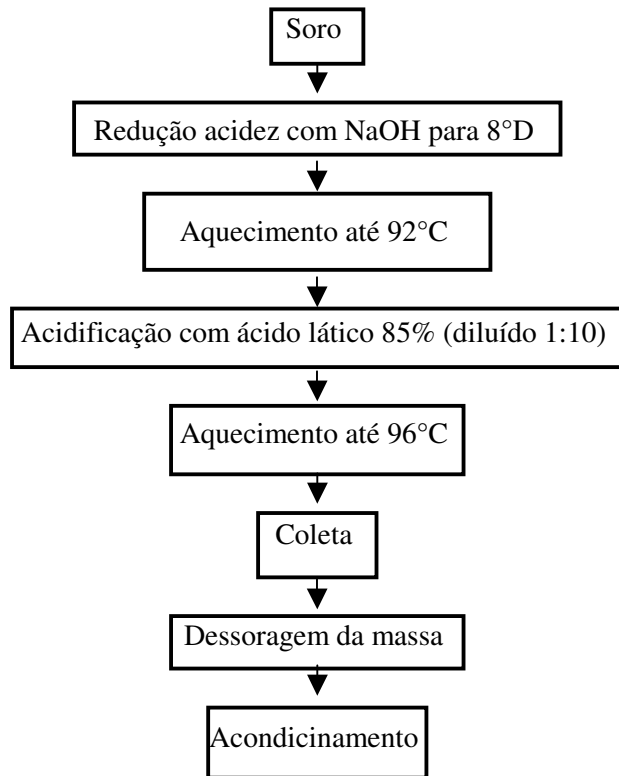 Soro
Redução acidez com NaOH para 8°D
Aquecimento até 92°C
Acidificação com ácido lático 85% (diluído 1:10)
Aquecimento até 96°C
Coleta
Dessoragem da massa
Acondicinamento